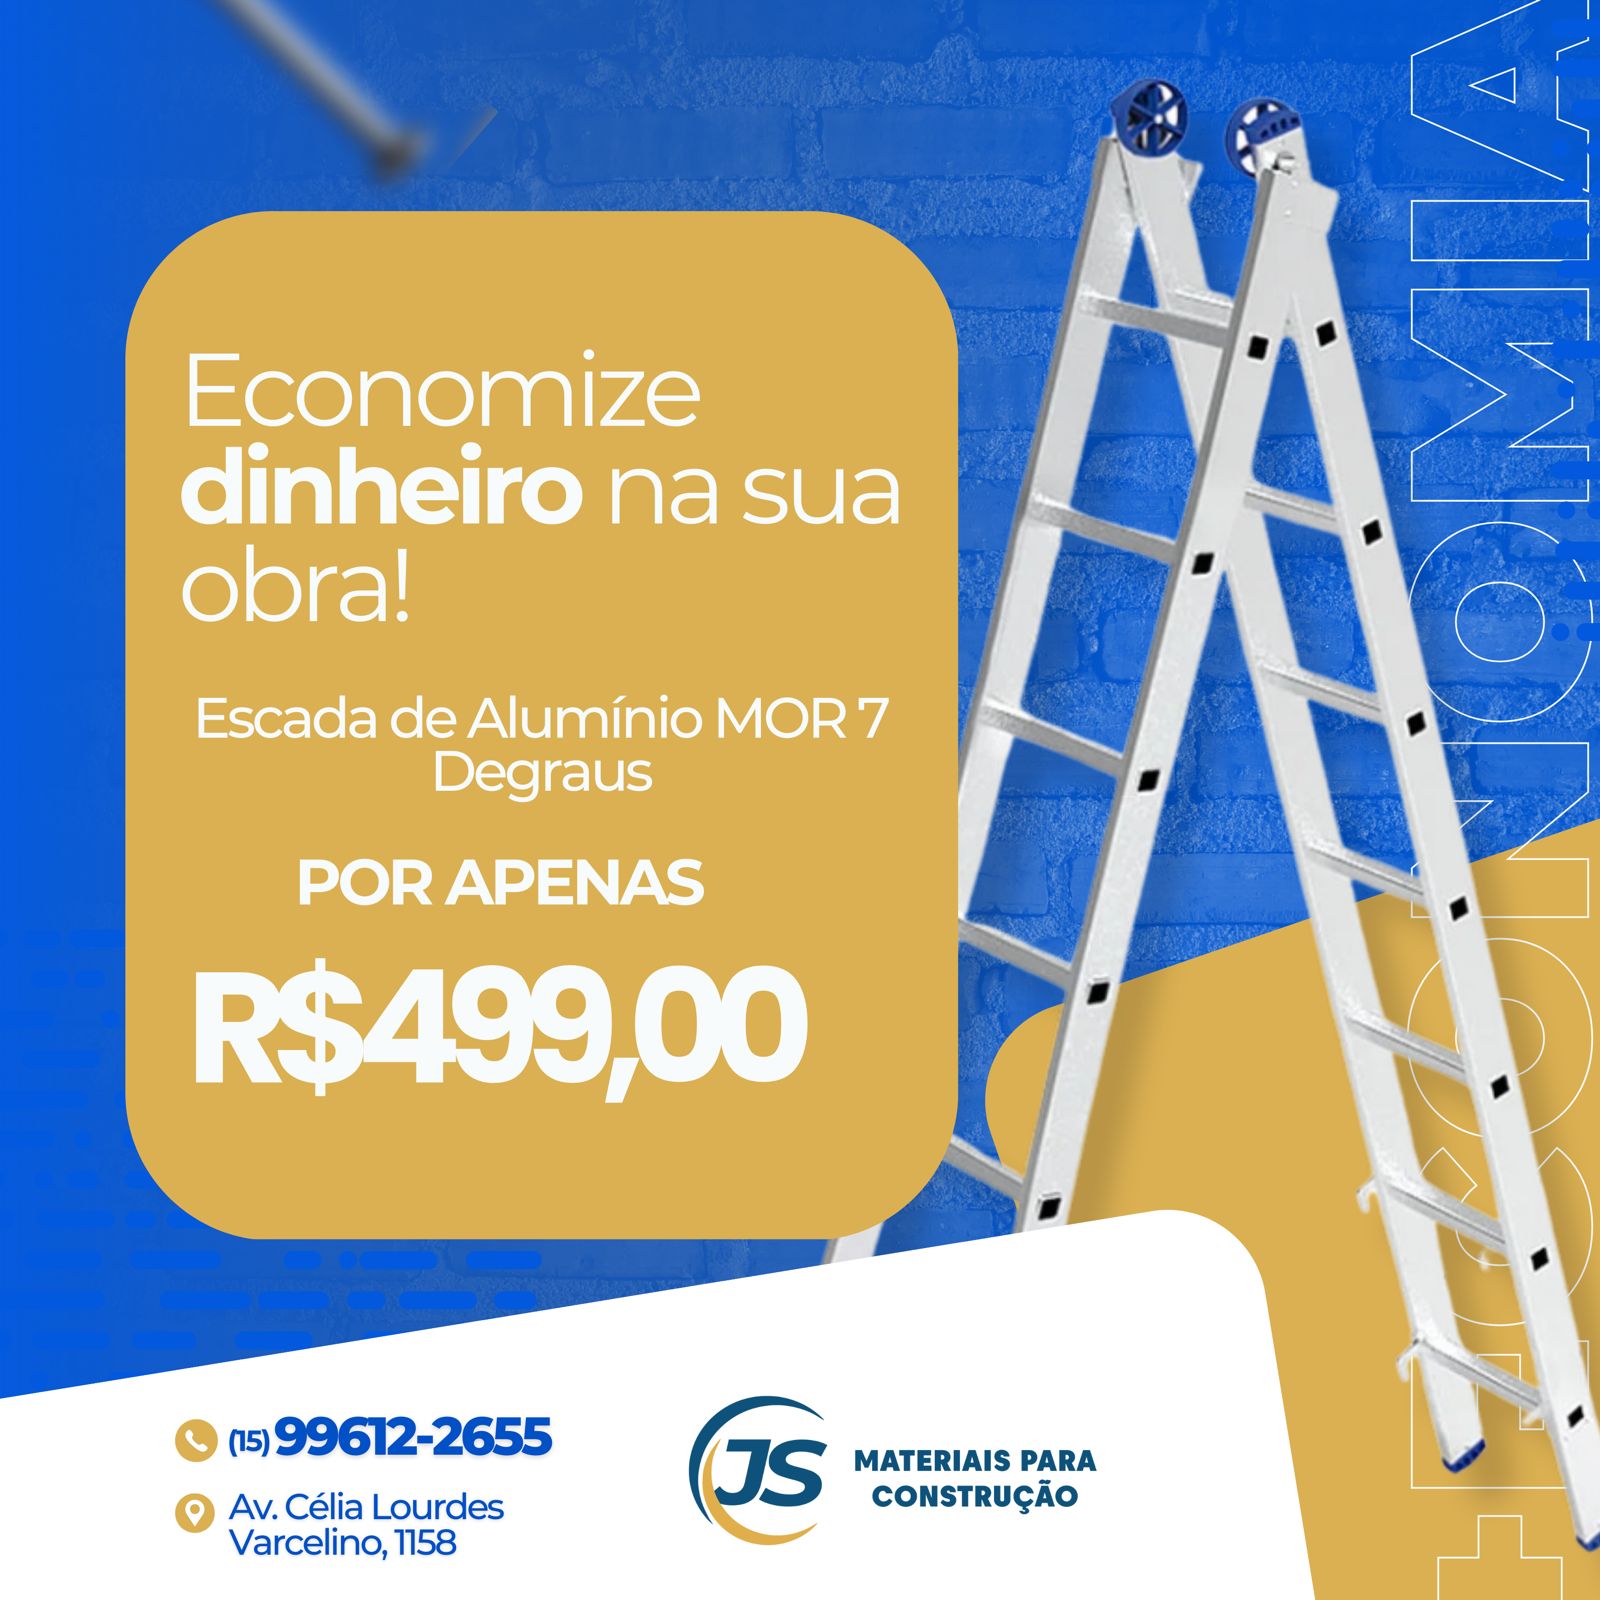 Economize
dinheiro na sua
obra!
Escada de Alumínio MOR 7
Degraus
POR APENAS
R$499,00
+ECONOMIA
(15) 99612-2655
Av. Célia Lourdes
Varcelino, 1158
JS
MATERIAIS PARA
CONSTRUÇÃO